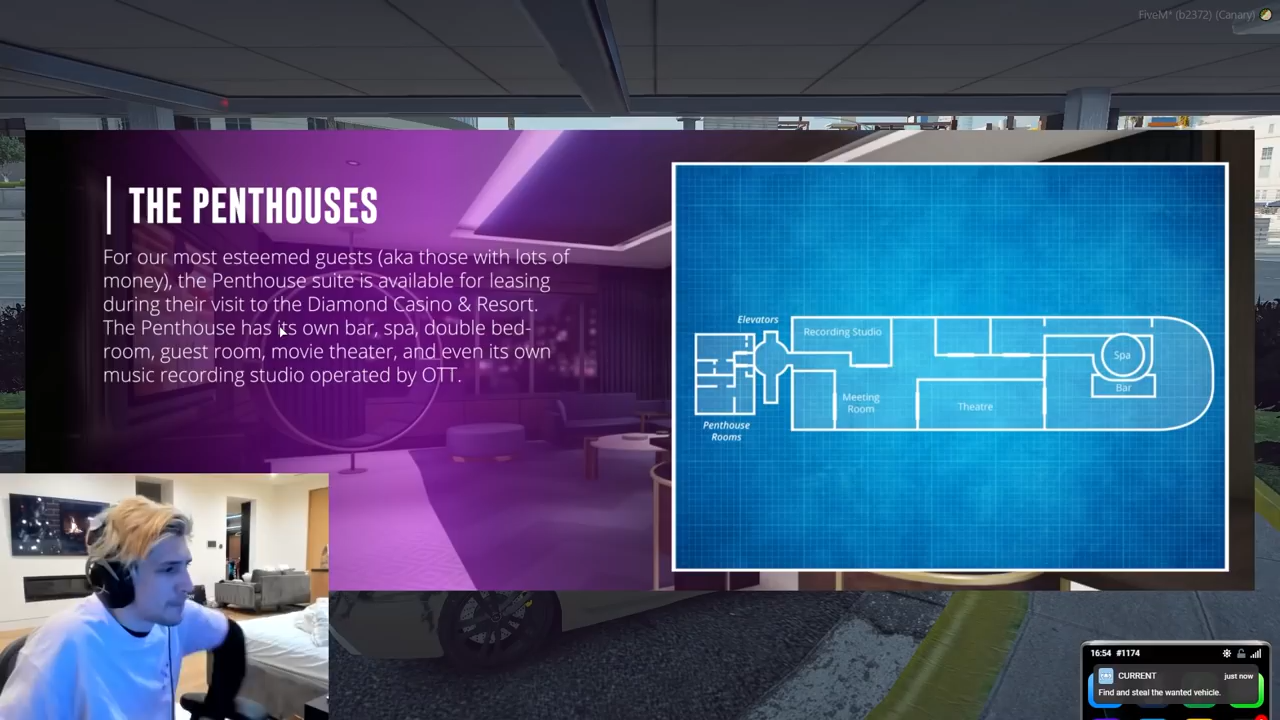 FiveM* (b2372) (Canary)
THE PENTHOUSES
For our most esteemed guests (aka those with lots of
money), the Penthouse suite is available for leasing
during their visit to the Diamond Casino & Resort.
The Penthouse has its own bar, spa, double bed-
room, guest room, movie theater, and even its own
music recording studio operated by OTT.
Elevators
Recording Studio
Spa
Bar
Meeting
Room
Theatre
Penthouse
Rooms
16:54 #1174
CURRENT just now
Find and steal the wanted vehicle.